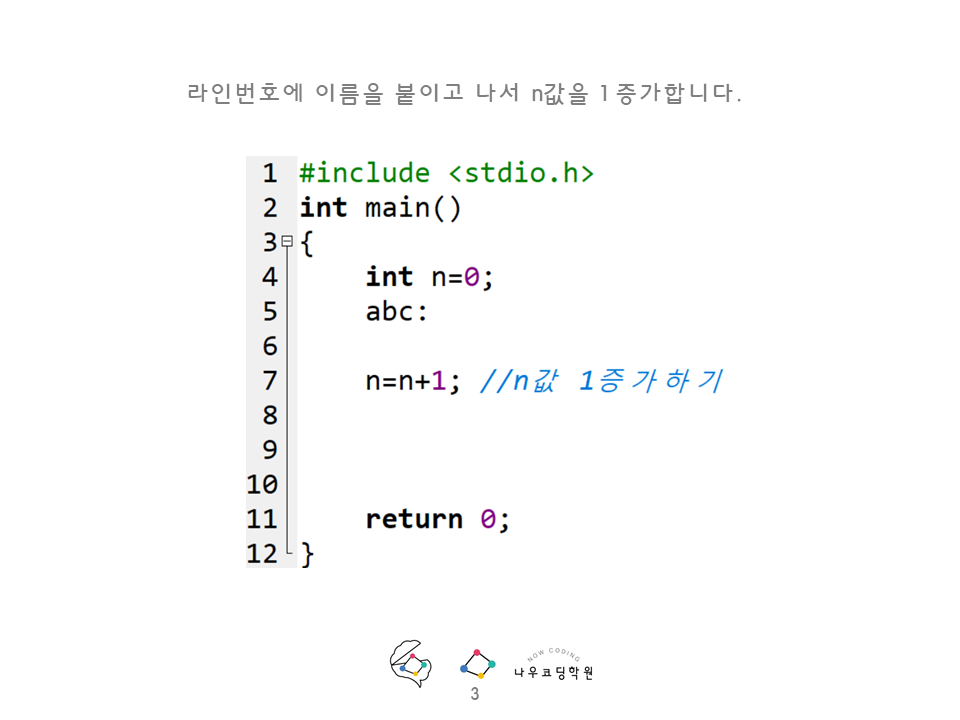 라인번호에 이름을 붙이고 나서 n값을 1증가합니다.
1 #include <stdio.h>
2 int main()
3 {
4 int n=0;
5 abc:
6
7 n=n+1; //n값 1증가하기
8
9
10
11 return 0;
12 }
NOW CODING
나우코딩학원
3